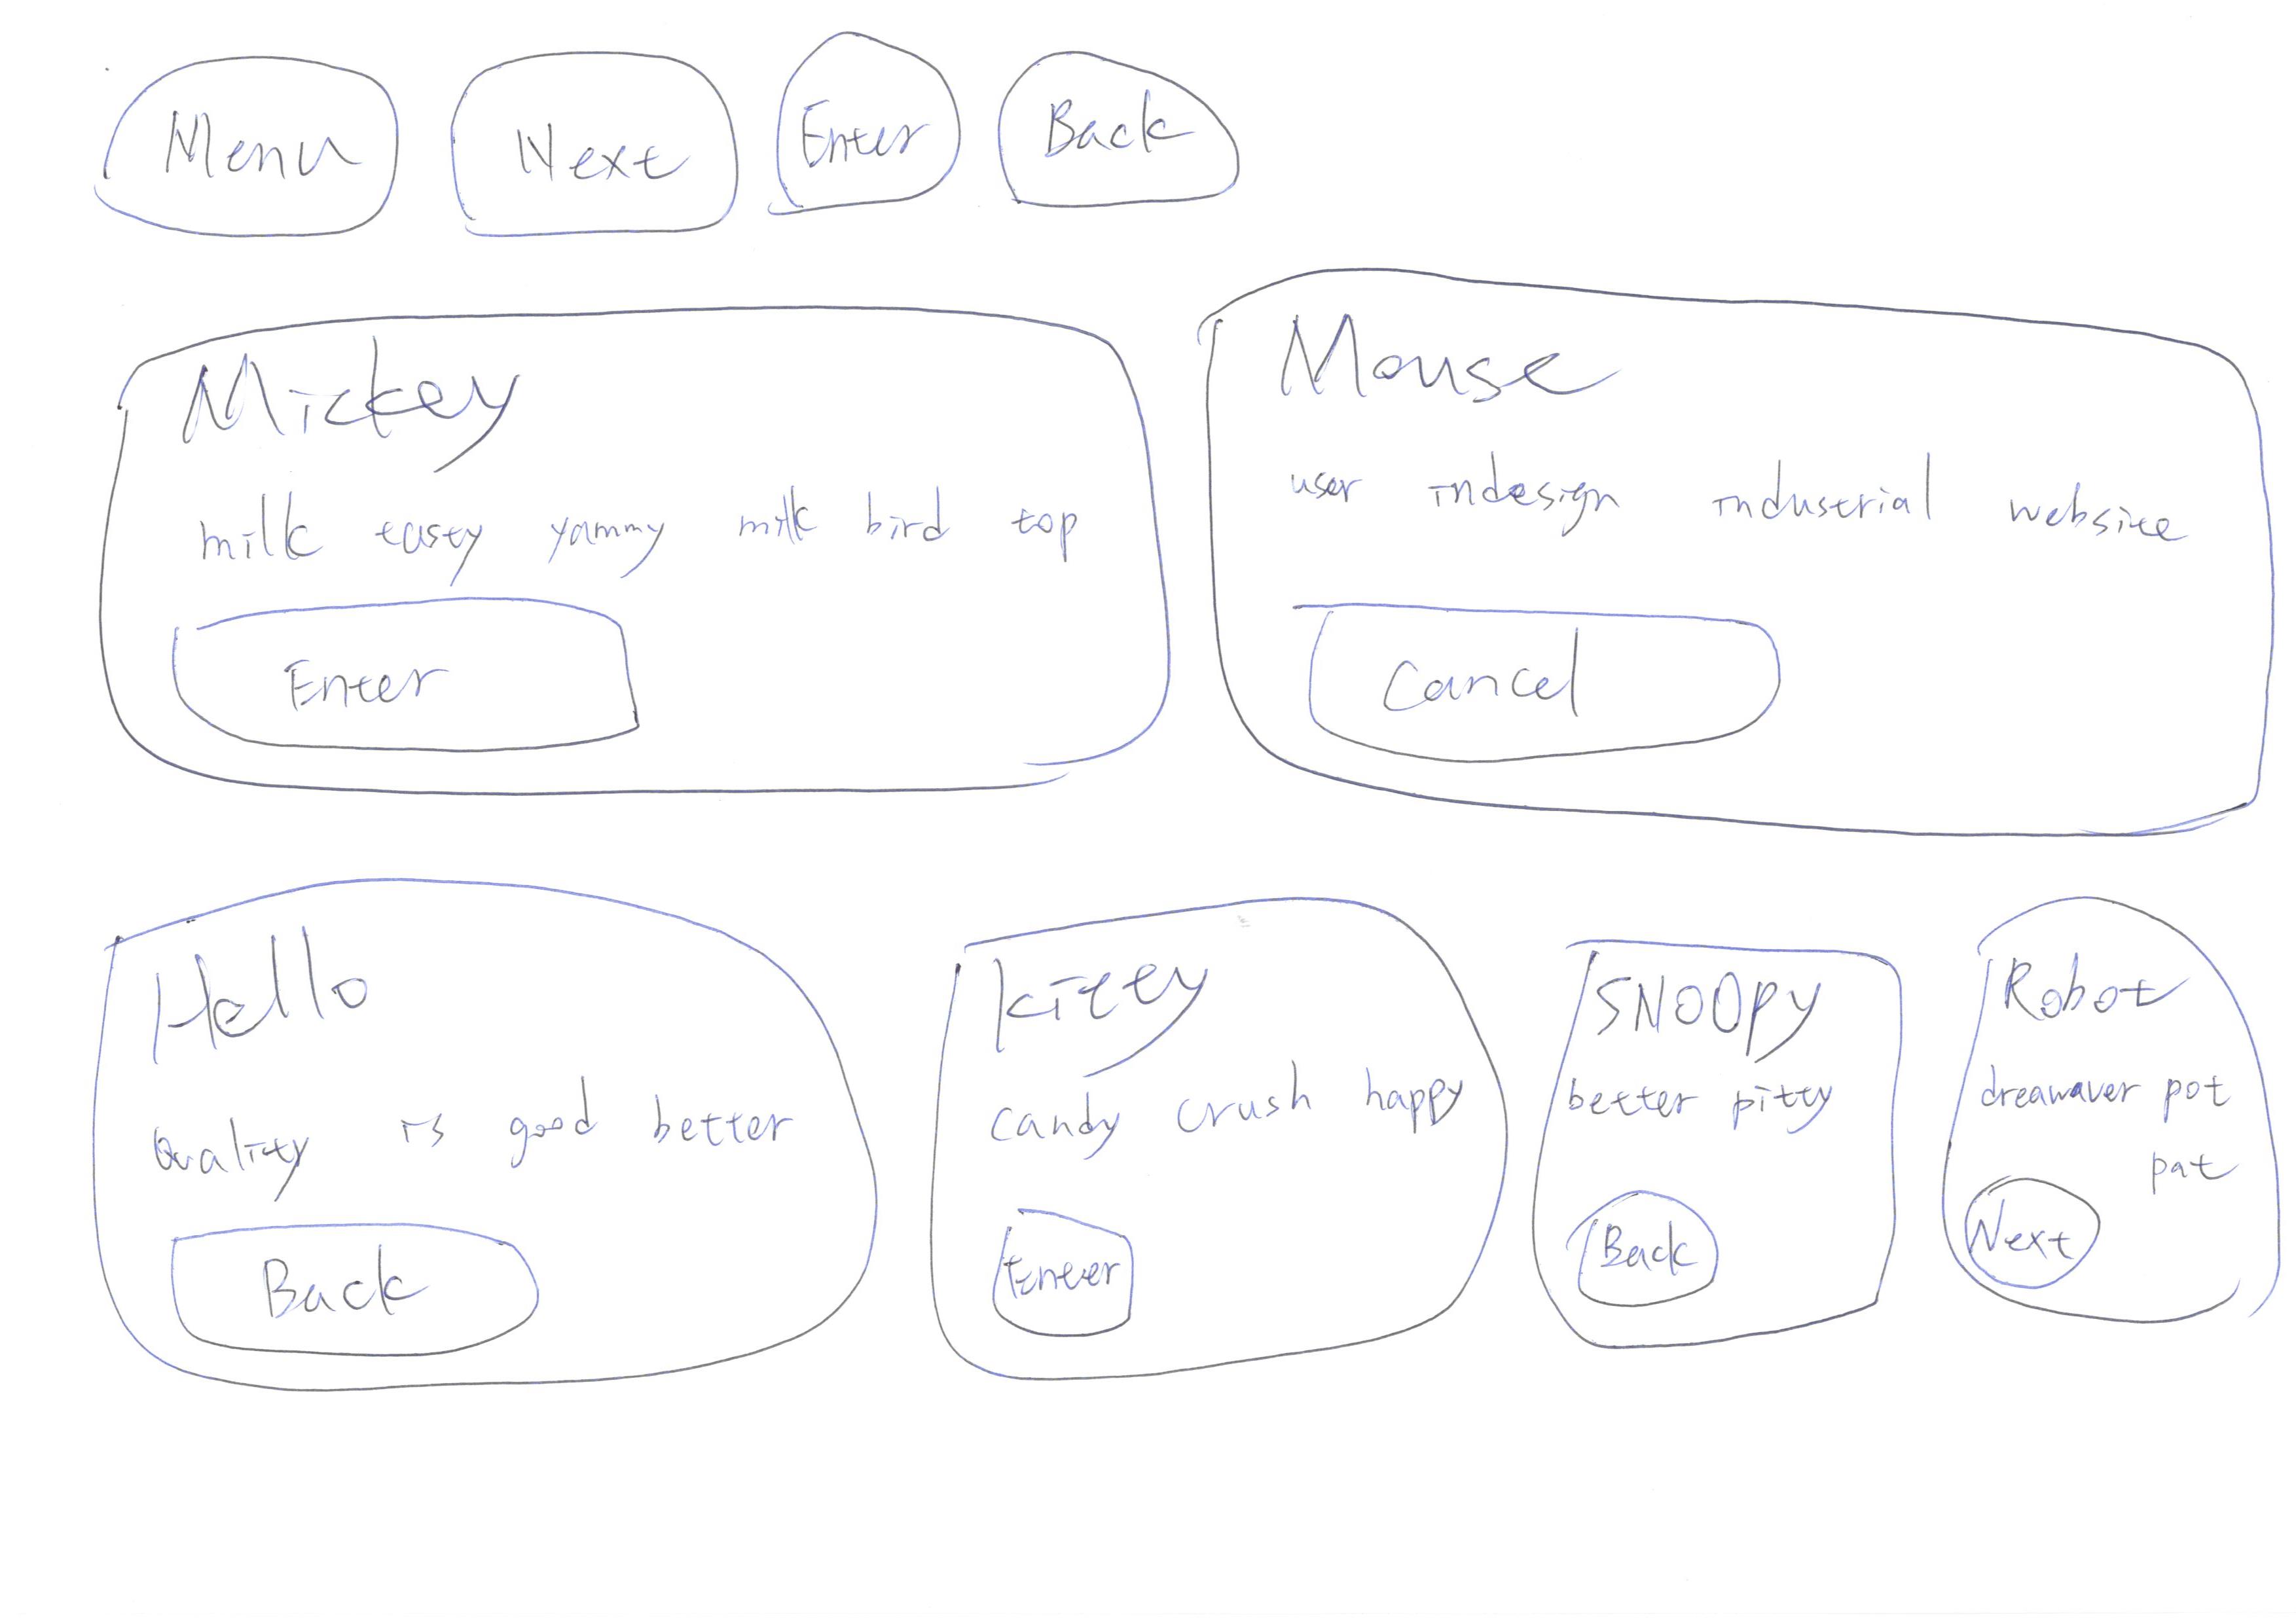 Menu Next Enter Back
Mickey
milk tasty yammy milk bird top
Enter
Mouse
user indesign industrial website
Cancel
Hello
Quality is good better
Back
kitty
candy crush happy
Enter
SNOOpy
better pitty
Back
Robot
dreawaver pot
pat
Next